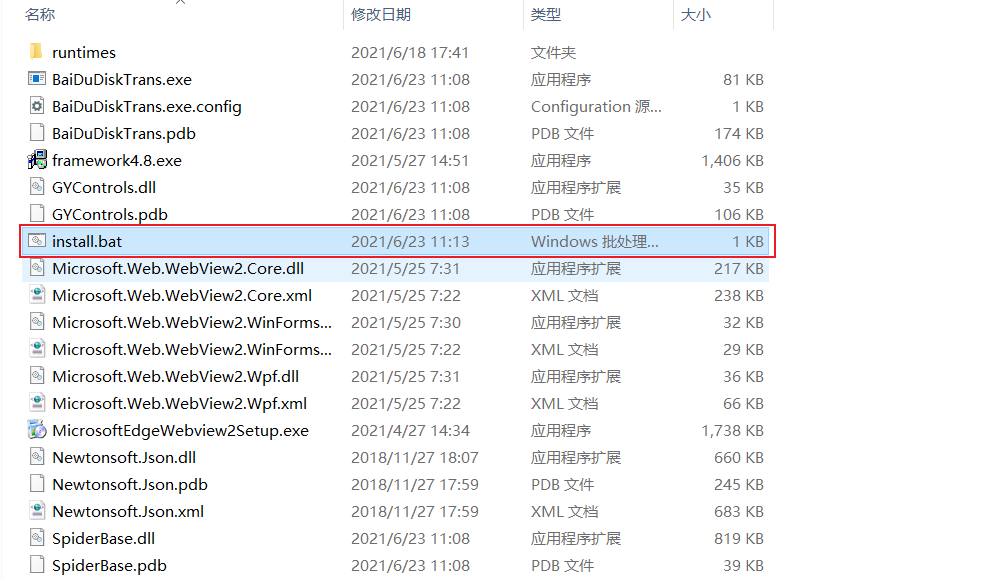 名称 修改日期 类型 大小
runtimes 2021/6/18 17:41 文件夹
BaiDuDiskTrans.exe 2021/6/23 11:08 应用程序 81 KB
BaiDuDiskTrans.exe.config 2021/6/23 11:08 Configuration 源... 1 KB
BaiDuDiskTrans.pdb 2021/6/23 11:08 PDB 文件 174 KB
framework4.8.exe 2021/5/27 14:51 应用程序 1,406 KB
GYControls.dll 2021/6/23 11:08 应用程序扩展 35 KB
GYControls.pdb 2021/6/23 11:08 PDB 文件 106 KB
install.bat 2021/6/23 11:13 Windows 批处理... 1 KB
Microsoft.Web.WebView2.Core.dll 2021/5/25 7:31 应用程序扩展 217 KB
Microsoft.Web.WebView2.Core.xml 2021/5/25 7:22 XML 文档 238 KB
Microsoft.Web.WebView2.WinForms... 2021/5/25 7:30 应用程序扩展 32 KB
Microsoft.Web.WebView2.WinForms... 2021/5/25 7:22 XML 文档 29 KB
Microsoft.Web.WebView2.Wpf.dll 2021/5/25 7:31 应用程序扩展 36 KB
Microsoft.Web.WebView2.Wpf.xml 2021/5/25 7:22 XML 文档 66 KB
MicrosoftEdgeWebview2Setup.exe 2021/4/27 14:34 应用程序 1,738 KB
Newtonsoft.Json.dll 2018/11/27 18:07 应用程序扩展 660 KB
Newtonsoft.Json.pdb 2018/11/27 17:59 PDB 文件 245 KB
Newtonsoft.Json.xml 2018/11/27 17:59 XML 文档 683 KB
SpiderBase.dll 2021/6/23 11:08 应用程序扩展 819 KB
SpiderBase.pdb 2021/6/23 11:08 PDB 文件 39 KB